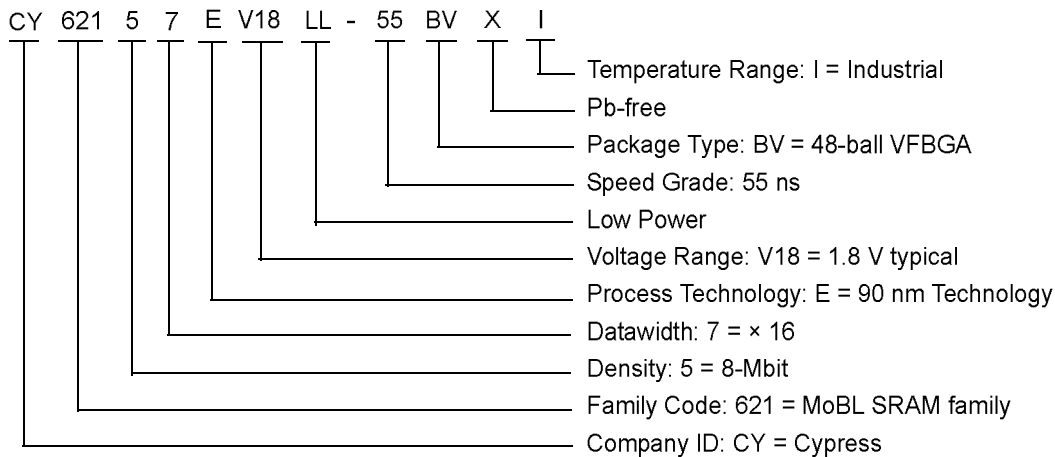 CY 621 5 7 E V18 LL - 55 BV X I
Temperature Range: I = Industrial
Pb-free
Package Type: BV = 48-ball VFBGA
Speed Grade: 55 ns
Low Power
Voltage Range: V18 = 1.8 V typical
Process Technology: E = 90 nm Technology
Datawidth: 7 = × 16
Density: 5 = 8-Mbit
Family Code: 621 = MoBL SRAM family
Company ID: CY = Cypress